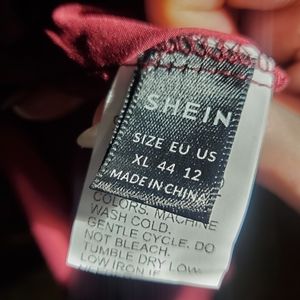 SHEIN
SIZE EU US
XL 44 12
MADE IN CHINA
COLORS. MACHINE
WASH COLD.
GENTLE CYCLE. DO
NOT BLEACH.
TUMBLE DRY LOW
LOW IRON IF